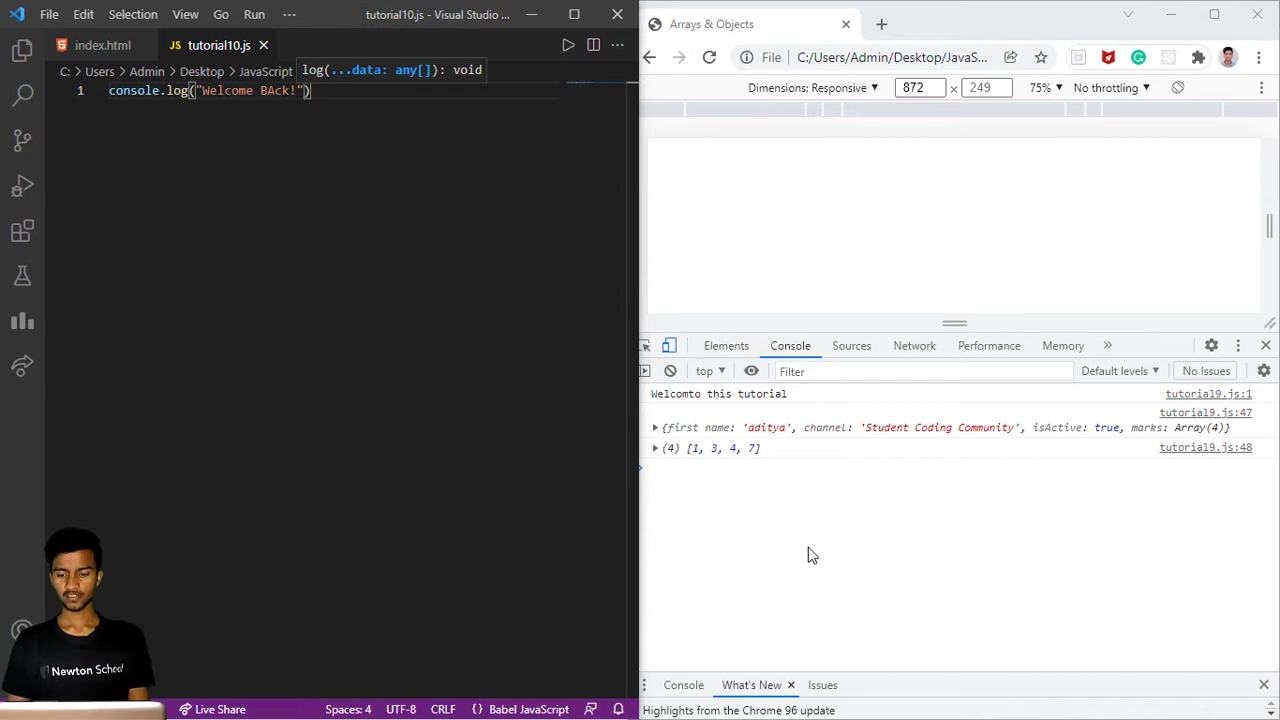 File Edit Selection View Go Run ··· tutorial10.js - Visual Studio ...
index.html JS tutorial10.js
C: > Users > Admin > Desktop > JavaScript
log(...data: any[]): void
1 console.log("Welcome BAck!")
Newton School
Live Share Spaces: 4 UTF-8 CRLF {} Babel JavaScript
Arrays & Objects
File C:/Users/Admin/Desktop/JavaS...
Dimensions: Responsive 872 x 249 75% No throttling
Elements Console Sources Network Performance Memory »
top Filter Default levels No Issues
Welcomto this tutorial tutorial9.js:1
tutorial9.js:47
{first name: 'aditya', channel: 'Student Coding Community', isActive: true, marks: Array(4)}
(4) [1, 3, 4, 7] tutorial9.js:48
Console What's New Issues
Highlights from the Chrome 96 update